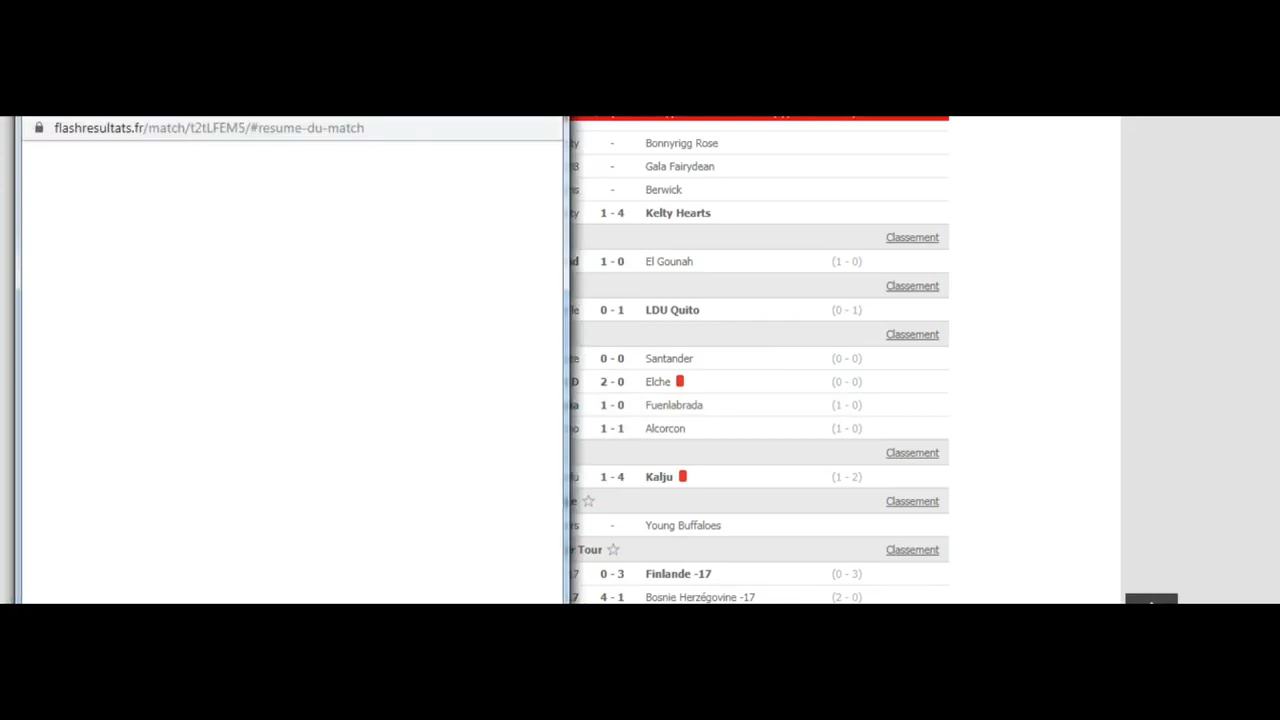 flashresultats.fr/match/t2tLFEM5/#resume-du-match
- Bonnyrigg Rose
- Gala Fairydean
- Berwick
1 - 4 Kelty Hearts
Classement
1 - 0 El Gounah (1 - 0)
Classement
0 - 1 LDU Quito (0 - 1)
Classement
0 - 0 Santander (0 - 0)
D 2 - 0 Elche (0 - 0)
1 - 0 Fuenlabrada (1 - 0)
1 - 1 Alcorcon (1 - 0)
Classement
1 - 4 Kalju (1 - 2)
Classement
- Young Buffaloes
r Tour Classement
0 - 3 Finlande -17 (0 - 3)
4 - 1 Bosnie Herzégovine -17 (2 - 0)